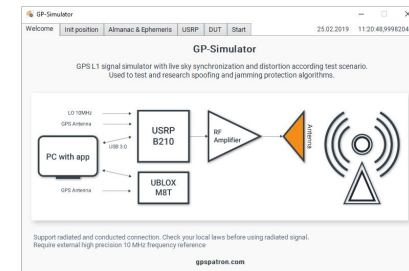 GP-Simulator
Welcome Init position Almanac & Ephemeris USRP DUT Start 25.02.2019 11:20:48,9998204
GP-Simulator
GPS L1 signal simulator with live sky synchronization and distortion according test scenario.
Used to test and research spoofing and jamming protection algorithms.
LO 10MHz
GPS Antenna
USB 3.0
PC with app
GPS Antenna
USRP
B210
UBLOX
M8T
RF
Amplifier
Antenna
Support radiated and conducted connection. Check your local laws before using radiated signal.
Require external high precision 10 MHz frequency reference
gpspatron.com